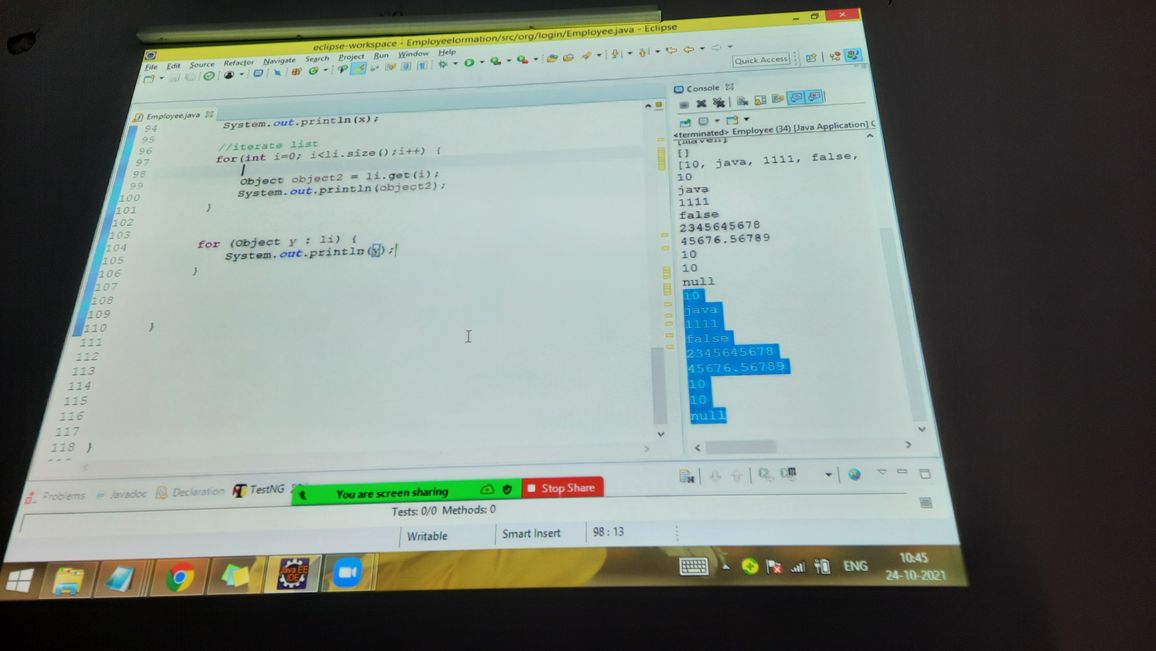 eclipse-workspace - EmployeeIormation/src/org/login/Employee.java - Eclipse
File Edit Source Refactor Navigate Search Project Run Window Help
Quick Access
Employee.java
94 System.out.println(x);
95
96 //iterate list
97 for(int i=0; i<li.size();i++) {
98
99 Object object2 = li.get(i);
100 System.out.println(object2);
101 }
102
103
104 for (Object y : li) {
105 System.out.println(y);
106 }
107
108
109
110 }
111
112
113
114
115
116
117
118 }
Console
<terminated> Employee (34) [Java Application] C
[maven]
[]
[10, java, 1111, false,
10
java
1111
false
2345645678
45676.56789
10
10
null
10
java
1111
false
2345645678
45676.56789
10
10
null
Problems Javadoc Declaration TestNG
You are screen sharing Stop Share
Tests: 0/0 Methods: 0
Writable Smart Insert 98 : 13
Java EE
IDE
ENG
10:45
24-10-2021